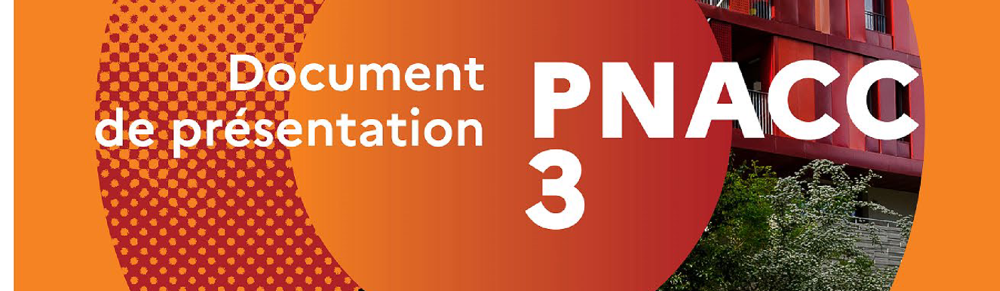 Document
de présentation
PNACC
3